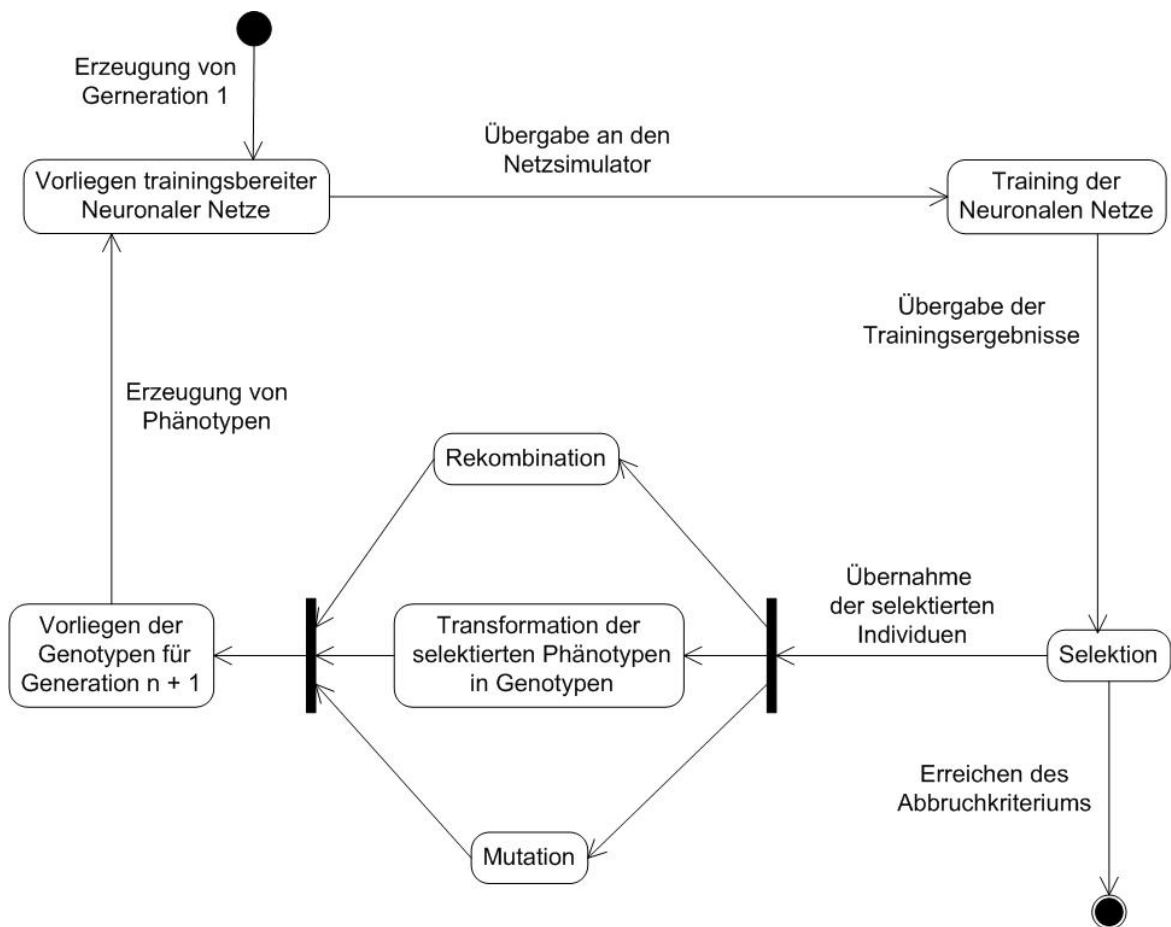 Erzeugung von
Gerneration 1
Übergabe an den
Netzsimulator
Vorliegen trainingsbereiter
Neuronaler Netze
Training der
Neuronalen Netze
Übergabe der
Trainingsergebnisse
Erzeugung von
Phänotypen
Rekombination
Übernahme
der selektierten
Individuen
Vorliegen der
Genotypen für
Generation n + 1
Transformation der
selektierten Phänotypen
in Genotypen
Selektion
Erreichen des
Abbruchkriteriums
Mutation